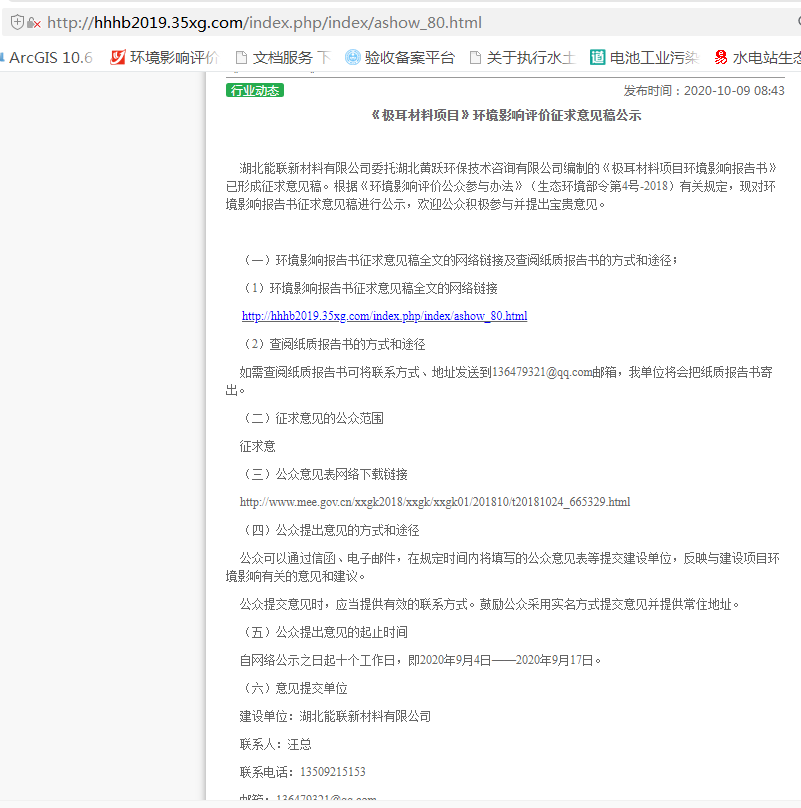 http://hhhb2019.35xg.com/index.php/index/ashow_80.html
ArcGIS 10.6 环境影响评价 文档服务 下 验收备案平台 关于执行水土 电池工业污染 水电站生态
行业动态 发布时间：2020-10-09 08:43
《极耳材料项目》环境影响评价征求意见稿公示
湖北能联新材料有限公司委托湖北黄跃环保技术咨询有限公司编制的《极耳材料项目环境影响报告书》
已形成征求意见稿。根据《环境影响评价公众参与办法》（生态环境部令第4号-2018）有关规定，现对环
境影响报告书征求意见稿进行公示，欢迎公众积极参与并提出宝贵意见。
（一）环境影响报告书征求意见稿全文的网络链接及查阅纸质报告书的方式和途径；
（1）环境影响报告书征求意见稿全文的网络链接
http://hhhb2019.35xg.com/index.php/index/ashow_80.html
（2）查阅纸质报告书的方式和途径
如需查阅纸质报告书可将联系方式、地址发送到136479321@qq.com邮箱，我单位将会把纸质报告书寄
出。
（二）征求意见的公众范围
征求意
（三）公众意见表网络下载链接
http://www.mee.gov.cn/xxgk2018/xxgk/xxgk01/201810/t20181024_665329.html
（四）公众提出意见的方式和途径
公众可以通过信函、电子邮件，在规定时间内将填写的公众意见表等提交建设单位，反映与建设项目环
境影响有关的意见和建议。
公众提交意见时，应当提供有效的联系方式。鼓励公众采用实名方式提交意见并提供常住地址。
（五）公众提出意见的起止时间
自网络公示之日起十个工作日，即2020年9月4日——2020年9月17日。
（六）意见提交单位
建设单位：湖北能联新材料有限公司
联系人：汪总
联系电话：13509215153
邮箱：136479321@qq.com